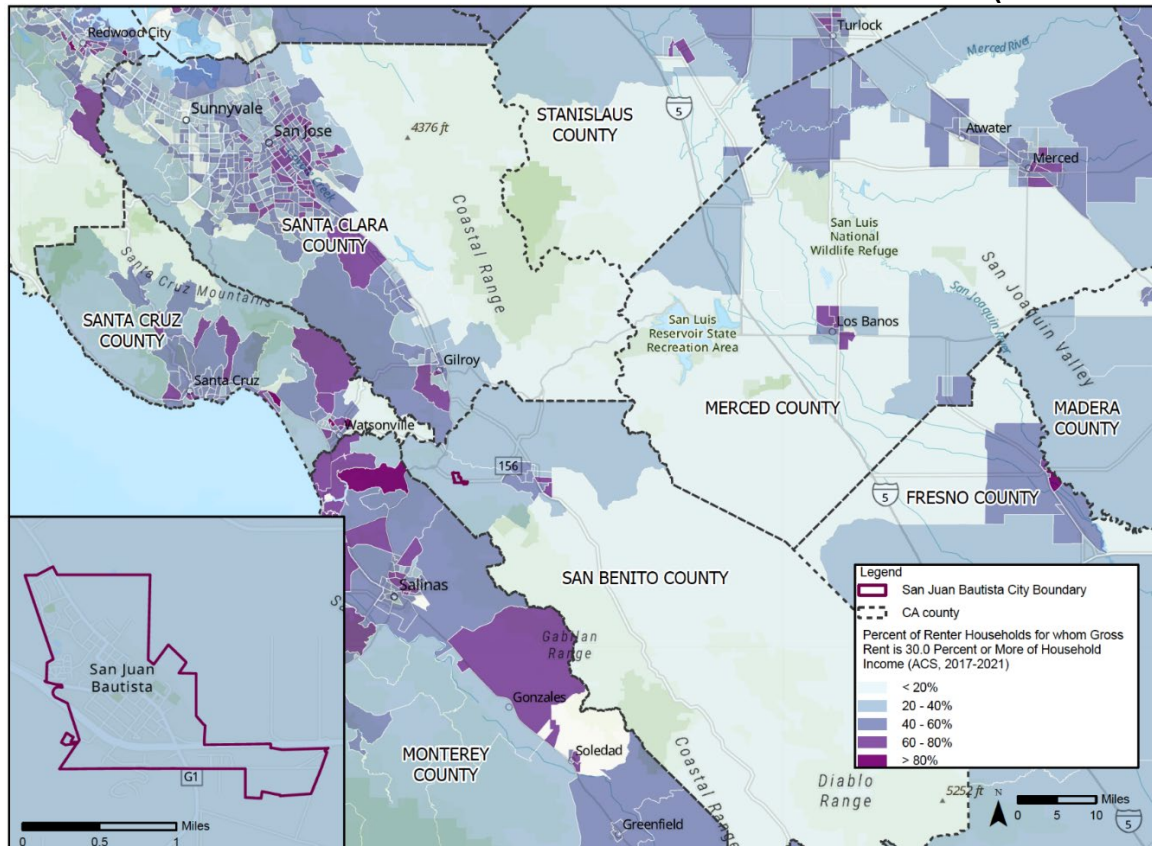 Redwood City
Turlock
Merced River
Sunnyvale
STANISLAUS
COUNTY
5
San Jose
4376 ft
Atwater
Merced
Coastal Range
SANTA CLARA
COUNTY
San Luis
National
Wildlife Refuge
San Joaquin Valley
Santa Cruz Mountains
San Joaquin River
SANTA CRUZ
COUNTY
San Luis
Reservoir State
Recreation Area
Los Banos
Gilroy
Santa Cruz
MERCED COUNTY
MADERA
COUNTY
Watsonville
156
5
FRESNO COUNTY
Salinas
SAN BENITO COUNTY
Gabilan
Range
Gonzales
Soledad
MONTEREY
COUNTY
Coastal Range
Diablo
Range
5252 ft
Greenfield
San Juan
Bautista
G1
Miles
0 0.5 1
Legend
San Juan Bautista City Boundary
CA county
Percent of Renter Households for whom Gross
Rent is 30.0 Percent or More of Household
Income (ACS, 2017-2021)
< 20%
20 - 40%
40 - 60%
60 - 80%
> 80%
N
Miles
0 5 10
5